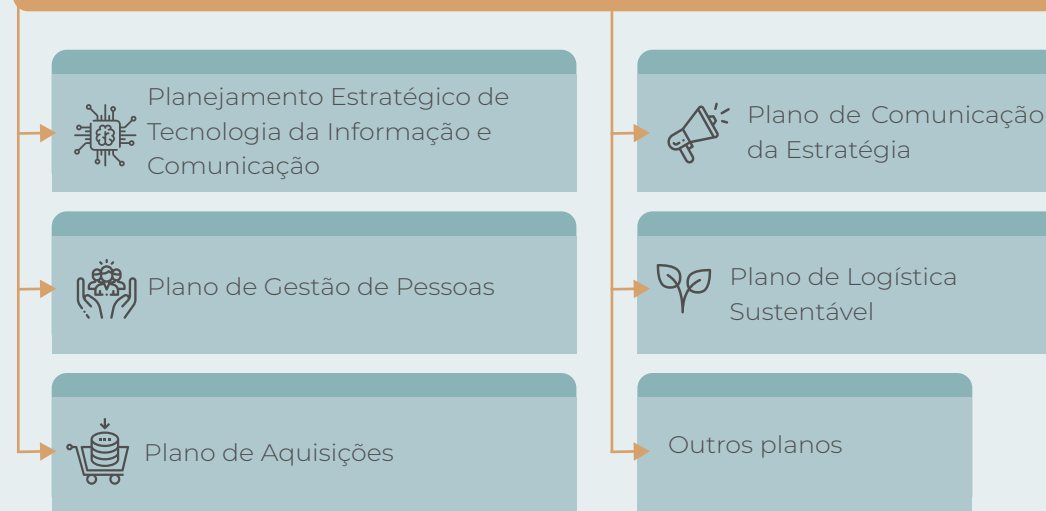 Planejamento Estratégico de
Tecnologia da Informação e
Comunicação
Plano de Gestão de Pessoas
Plano de Aquisições
Plano de Comunicação
da Estratégia
Plano de Logística
Sustentável
Outros planos